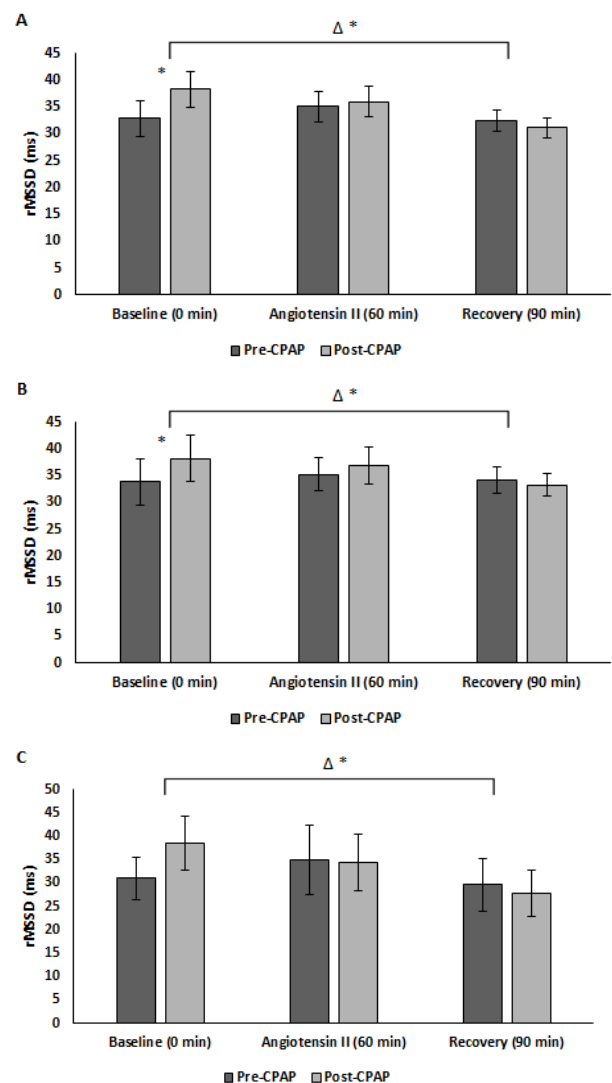 A
Δ *
*
45
40
35
30
25
20
15
10
5
0
rMSSD (ms)
Baseline (0 min) Angiotensin II (60 min) Recovery (90 min)
Pre-CPAP Post-CPAP
B
Δ *
*
45
40
35
30
25
20
15
10
5
0
rMSSD (ms)
Baseline (0 min) Angiotensin II (60 min) Recovery (90 min)
Pre-CPAP Post-CPAP
C
Δ *
50
45
40
35
30
25
20
15
10
5
0
rMSSD (ms)
Baseline (0 min) Angiotensin II (60 min) Recovery (90 min)
Pre-CPAP Post-CPAP